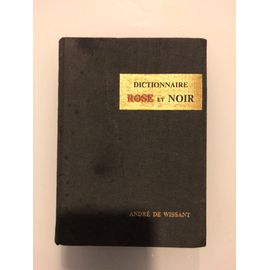 DICTIONNAIRE
ROSE ET NOIR
ANDRÉ DE WISSANT